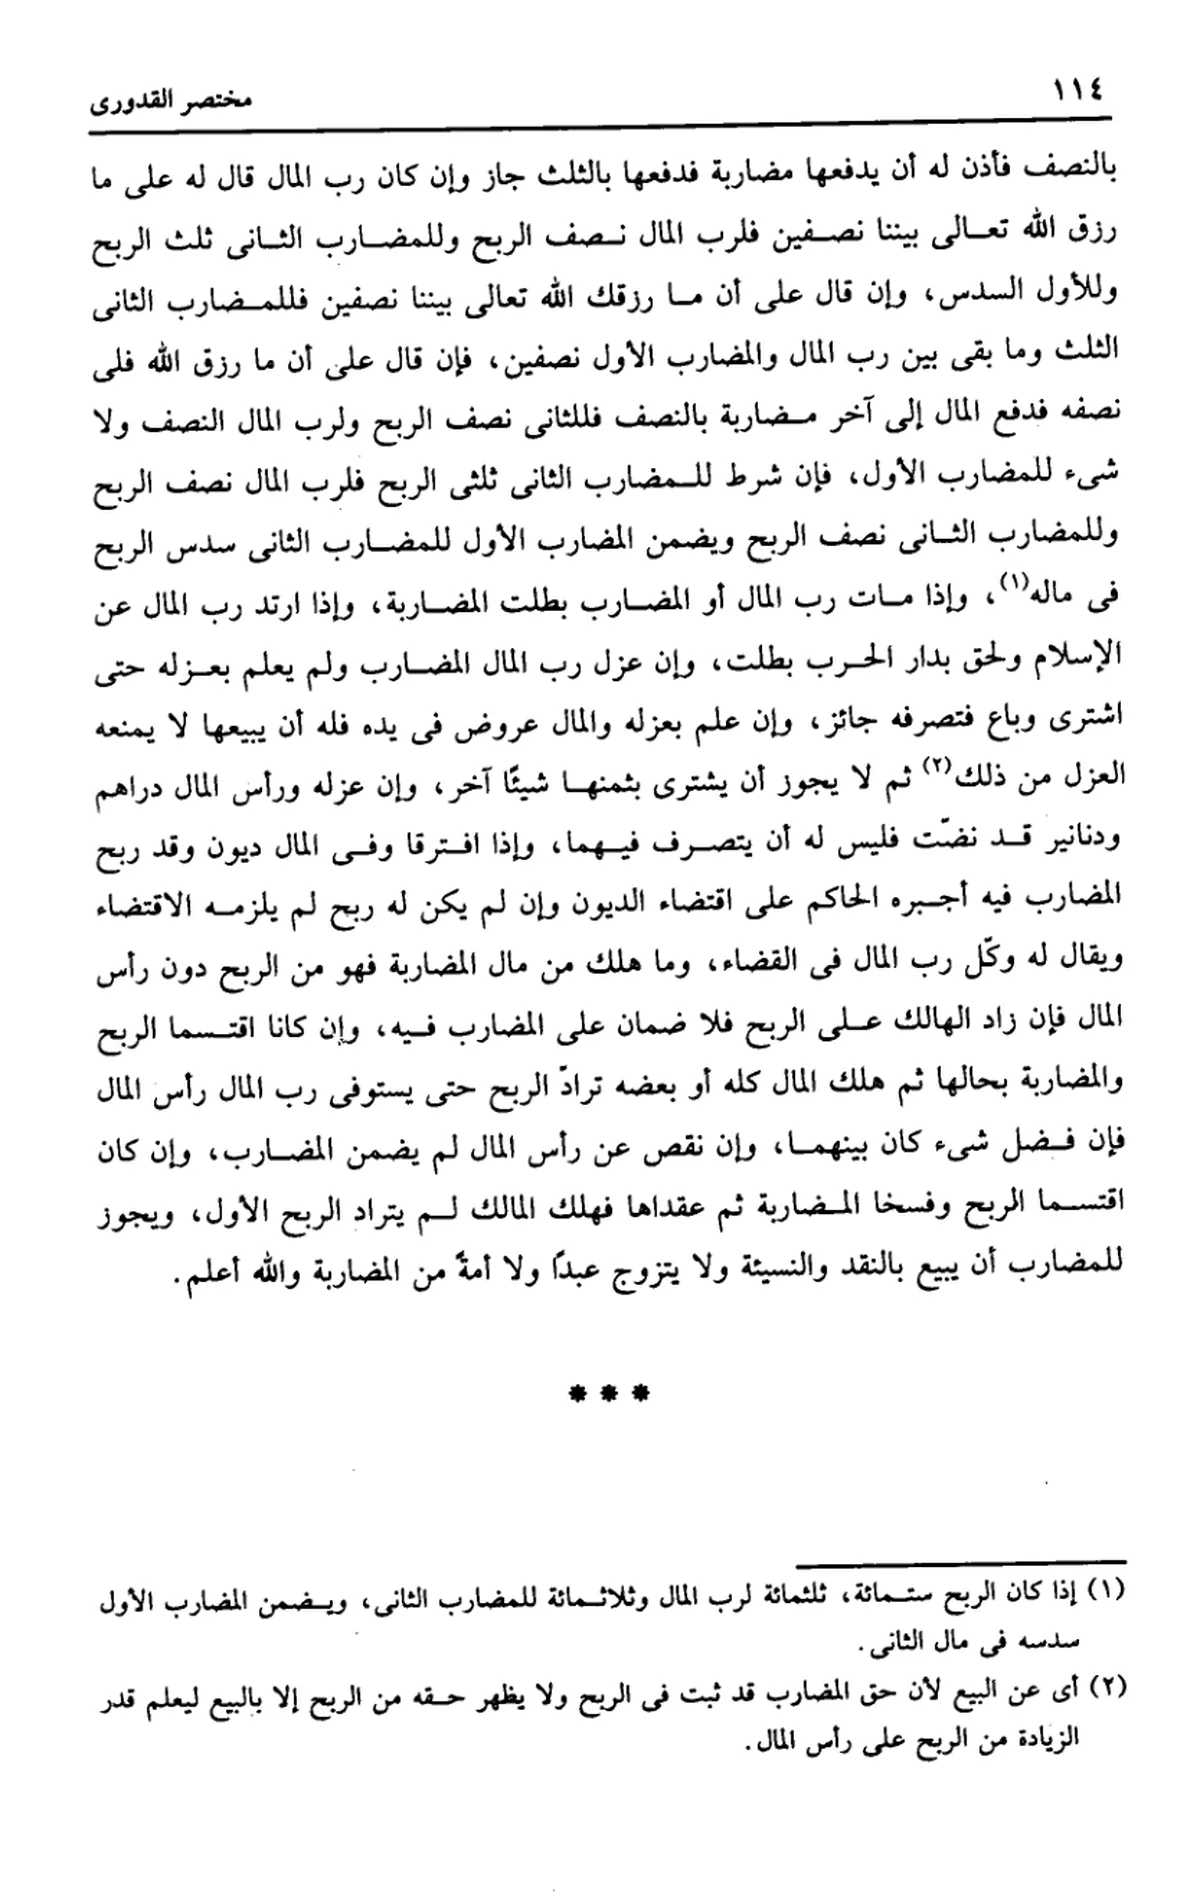 ١١٤
مختصر القدورى
بالنصف فأذن له أن يدفعها مضاربة فدفعها بالثلث جاز وإن كان رب المال قال له على ما
رزق الله تعالى بيننا نصفين فلرب المال نصف الربح وللمضارب الثانى ثلث الربح
وللأول السدس، وإن قال على أن ما رزقك الله تعالى بيننا نصفين فللمضارب الثانى
الثلث وما بقى بين رب المال والمضارب الأول نصفين، فإن قال على أن ما رزق الله فلى
نصفه فدفع المال إلى آخر مضاربة بالنصف فللثانى نصف الربح ولرب المال النصف ولا
شىء للمضارب الأول، فإن شرط للمضارب الثانى ثلثى الربح فلرب المال نصف الربح
وللمضارب الثانى نصف الربح ويضمن المضارب الأول للمضارب الثانى سدس الربح
فى ماله(١)، وإذا مات رب المال أو المضارب بطلت المضاربة، وإذا ارتد رب المال عن
الإسلام ولحق بدار الحرب بطلت، وإن عزل رب المال المضارب ولم يعلم بعزله حتى
اشترى وباع فتصرفه جائز، وإن علم بعزله والمال عروض فى يده فله أن يبيعها لا يمنعه
العزل من ذلك(٢) ثم لا يجوز أن يشترى بثمنها شيئًا آخر، وإن عزله ورأس المال دراهم
ودنانير قد نضّت فليس له أن يتصرف فيهما، وإذا افترقا وفى المال ديون وقد ربح
المضارب فيه أجبره الحاكم على اقتضاء الديون وإن لم يكن له ربح لم يلزمه الاقتضاء
ويقال له وكّل رب المال فى القضاء، وما هلك من مال المضاربة فهو من الربح دون رأس
المال فإن زاد الهالك على الربح فلا ضمان على المضارب فيه، وإن كانا اقتسما الربح
والمضاربة بحالها ثم هلك المال كله أو بعضه ترادّ الربح حتى يستوفى رب المال رأس المال
فإن فضل شىء كان بينهما، وإن نقص عن رأس المال لم يضمن المضارب، وإن كان
اقتسما الربح وفسخا المضاربة ثم عقداها فهلك المالك لم يتراد الربح الأول، ويجوز
للمضارب أن يبيع بالنقد والنسيئة ولا يتزوج عبدًا ولا أمةً من المضاربة والله أعلم.
* * *
(١) إذا كان الربح ستمائة، ثلثمائة لرب المال وثلاثمائة للمضارب الثانى، ويضمن المضارب الأول
سدسه فى مال الثانى.
(٢) أى عن البيع لأن حق المضارب قد ثبت فى الربح ولا يظهر حقه من الربح إلا بالبيع ليعلم قدر
الزيادة من الربح على رأس المال.